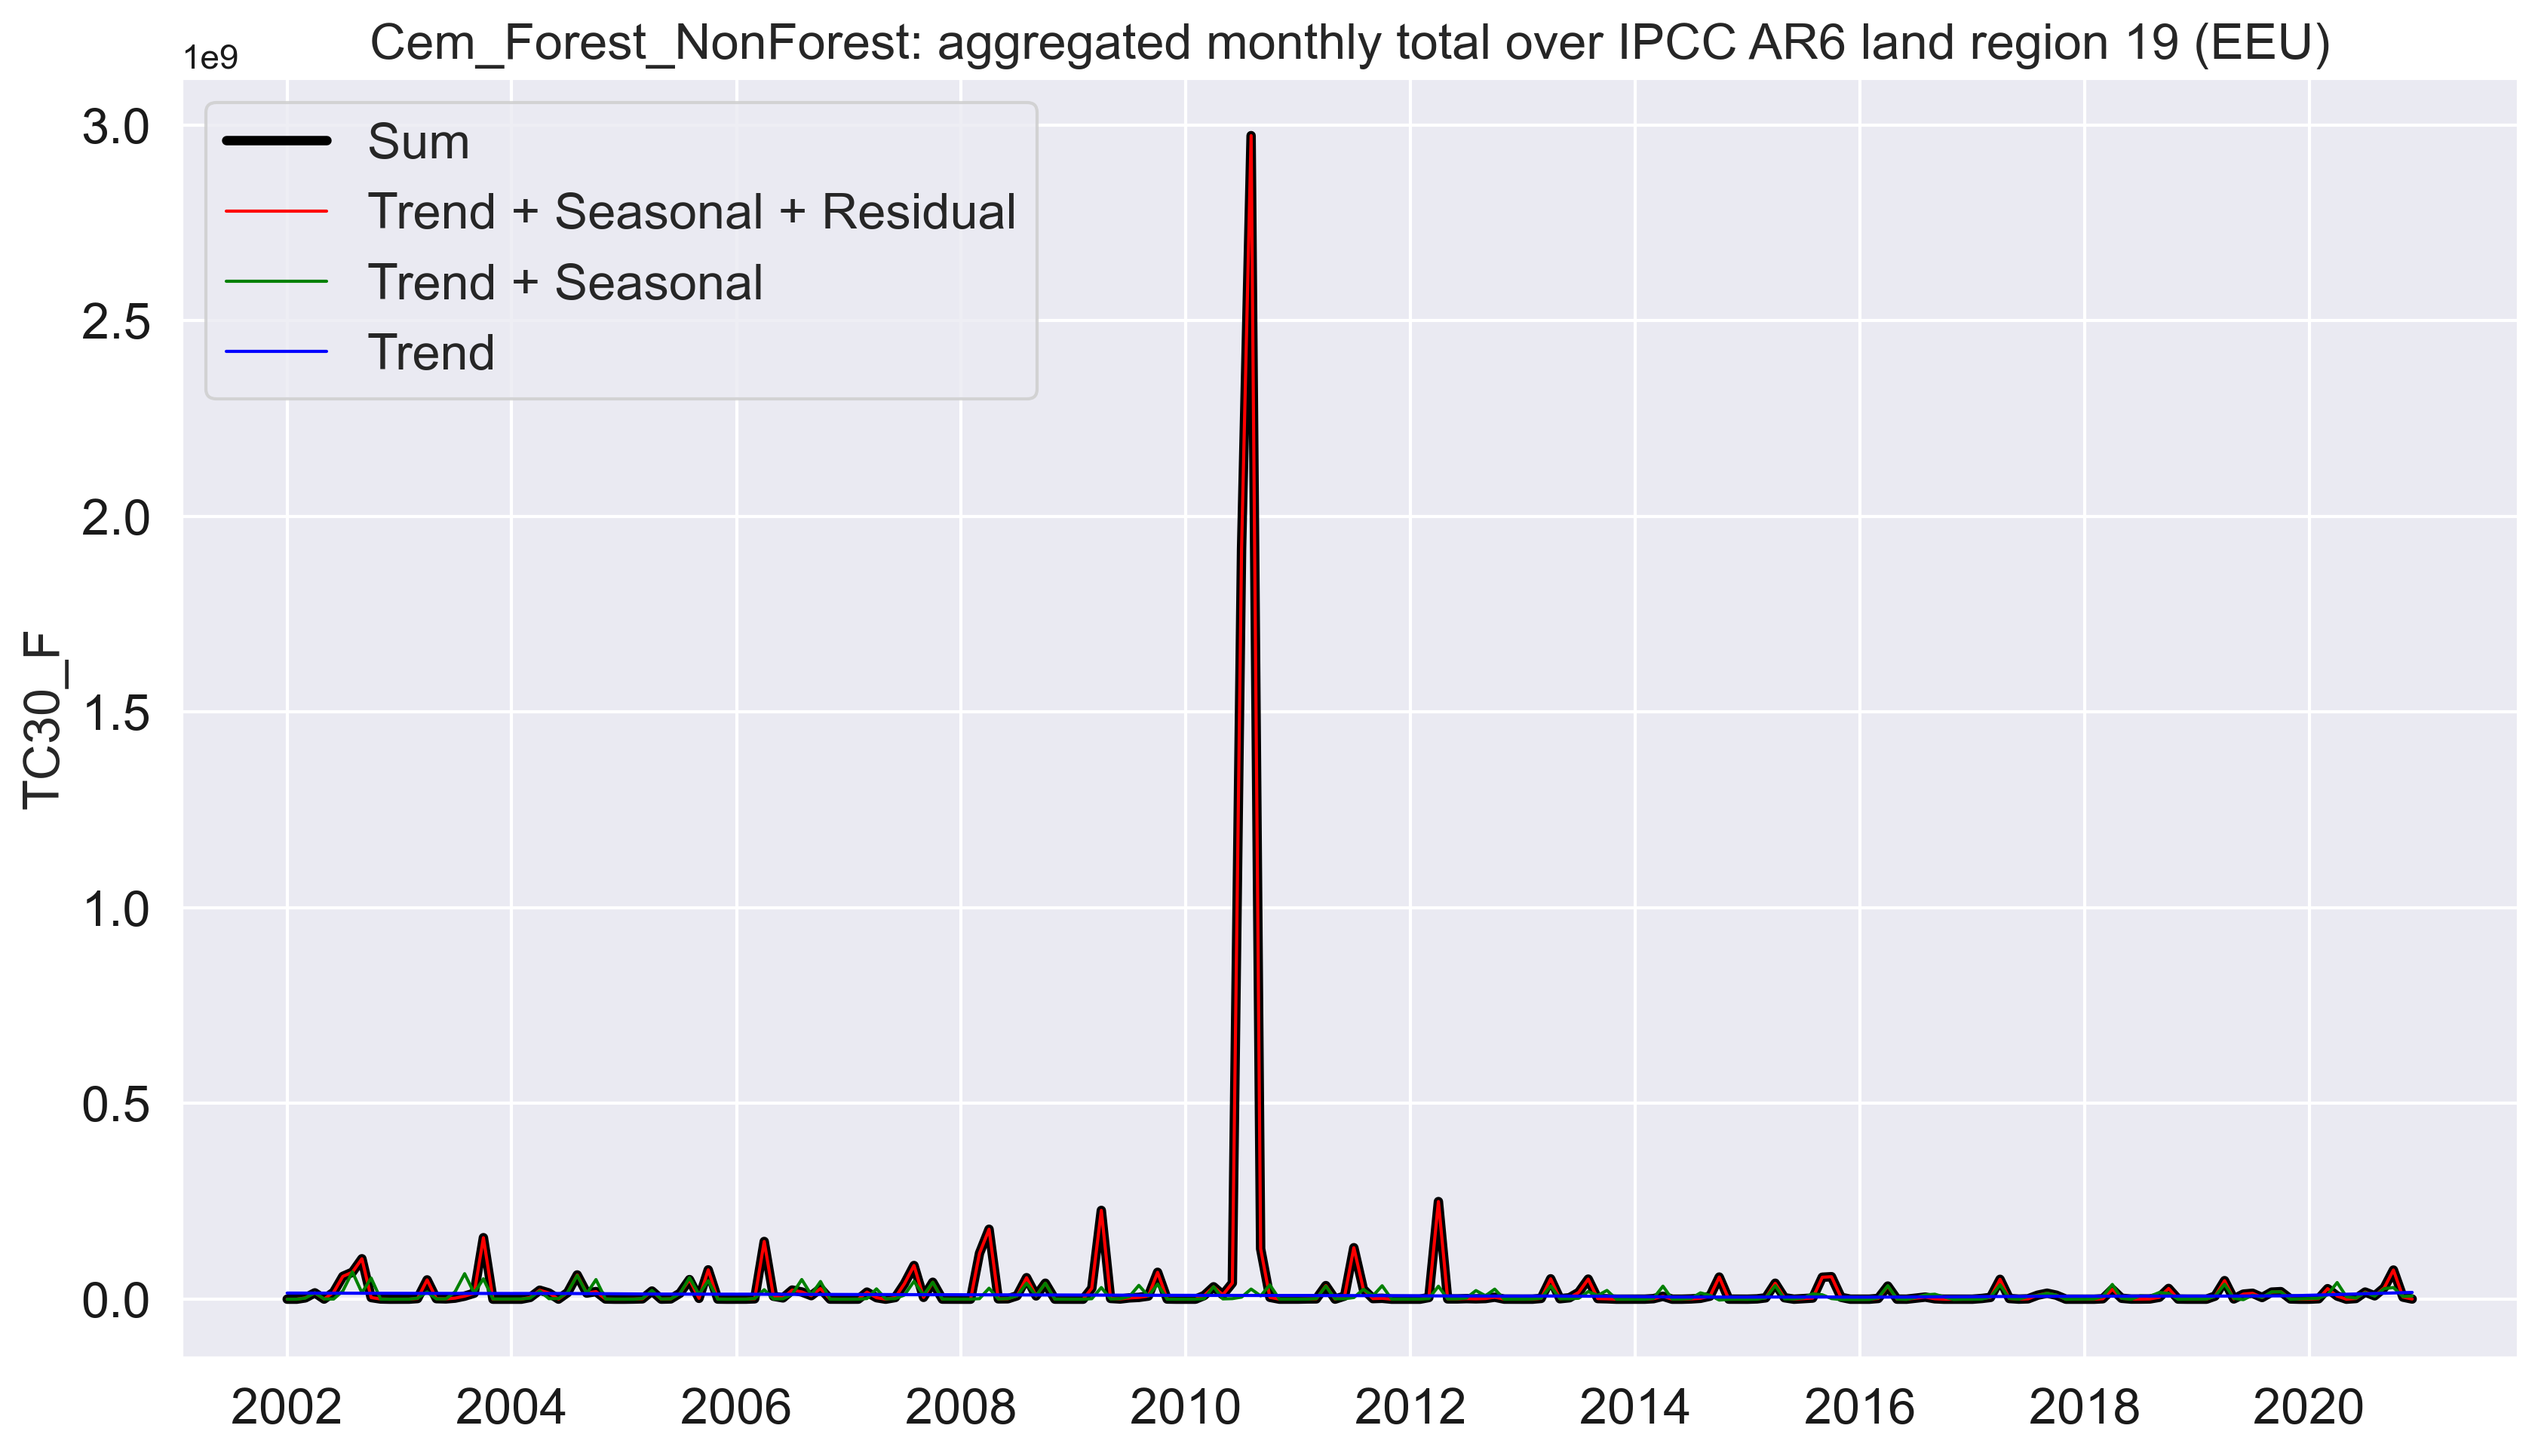 Cem_Forest_NonForest: aggregated monthly total over IPCC AR6 land region 19 (EEU)
1e9
Sum
Trend + Seasonal + Residual
Trend + Seasonal
Trend
TC30_F
3.0
2.5
2.0
1.5
1.0
0.5
0.0
2002 2004 2006 2008 2010 2012 2014 2016 2018 2020